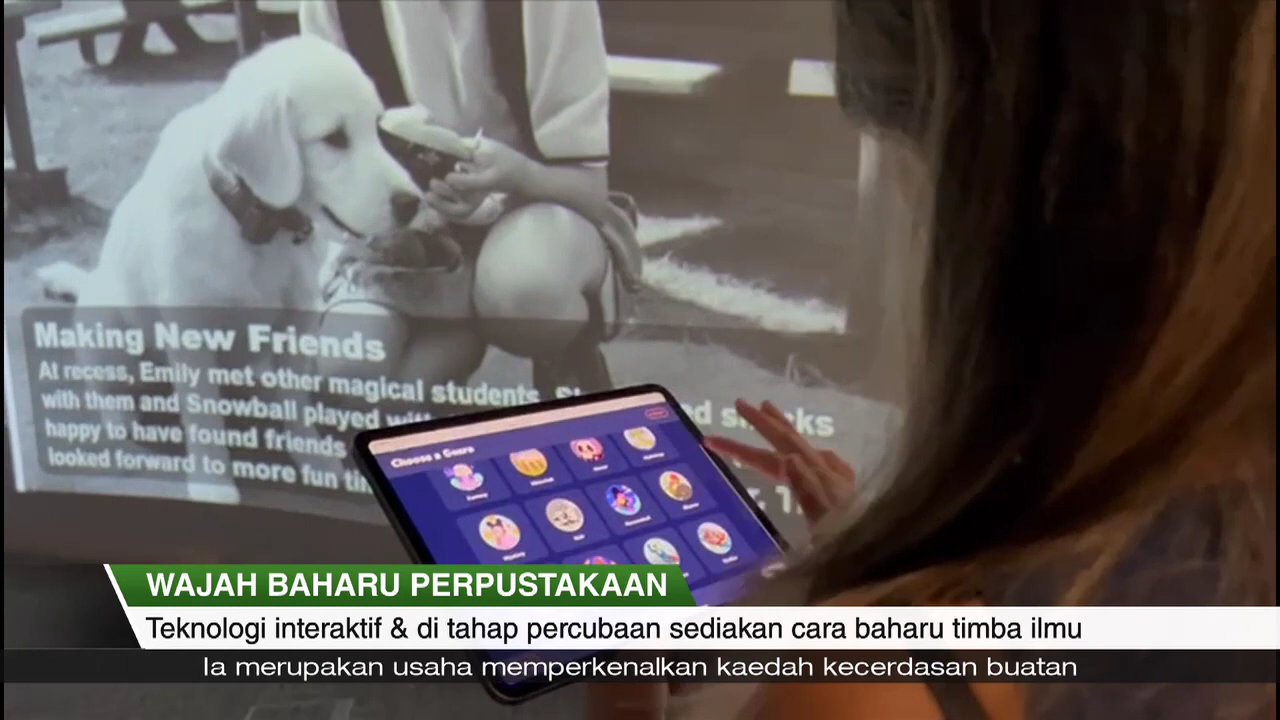 Making New Friends
At recess, Emily met other magical students.
with them and Snowball played
happy to have found friends
looked forward to more fun
Choose a Genre
WAJAH BAHARU PERPUSTAKAAN
Teknologi interaktif & di tahap percubaan sediakan cara baharu timba ilmu
Ia merupakan usaha memperkenalkan kaedah kecerdasan buatan